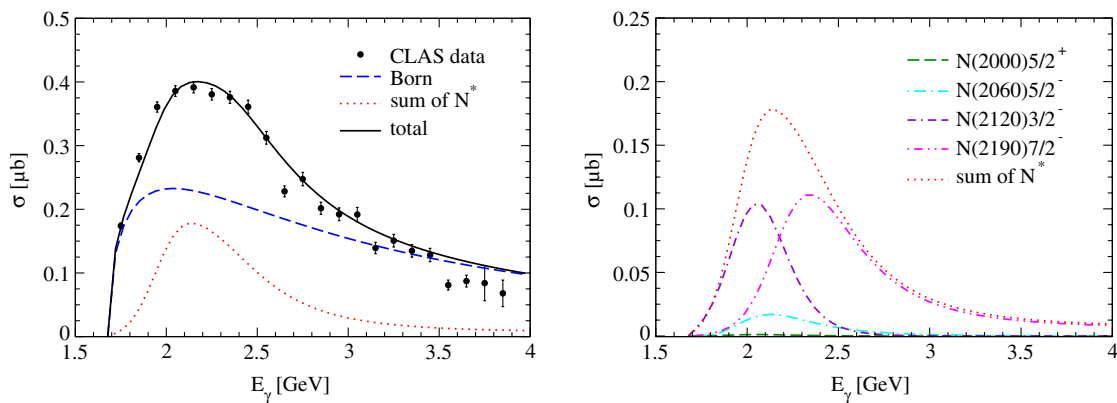 0.5
0.4
0.3
0.2
0.1
0
σ [μb]
CLAS data
Born
sum of N*
total
1.5 2 2.5 3 3.5 4
E_γ [GeV]
0.25
0.2
0.15
0.1
0.05
0
σ [μb]
N(2000)5/2⁺
N(2060)5/2⁻
N(2120)3/2⁻
N(2190)7/2⁻
sum of N*
1.5 2 2.5 3 3.5 4
E_γ [GeV]